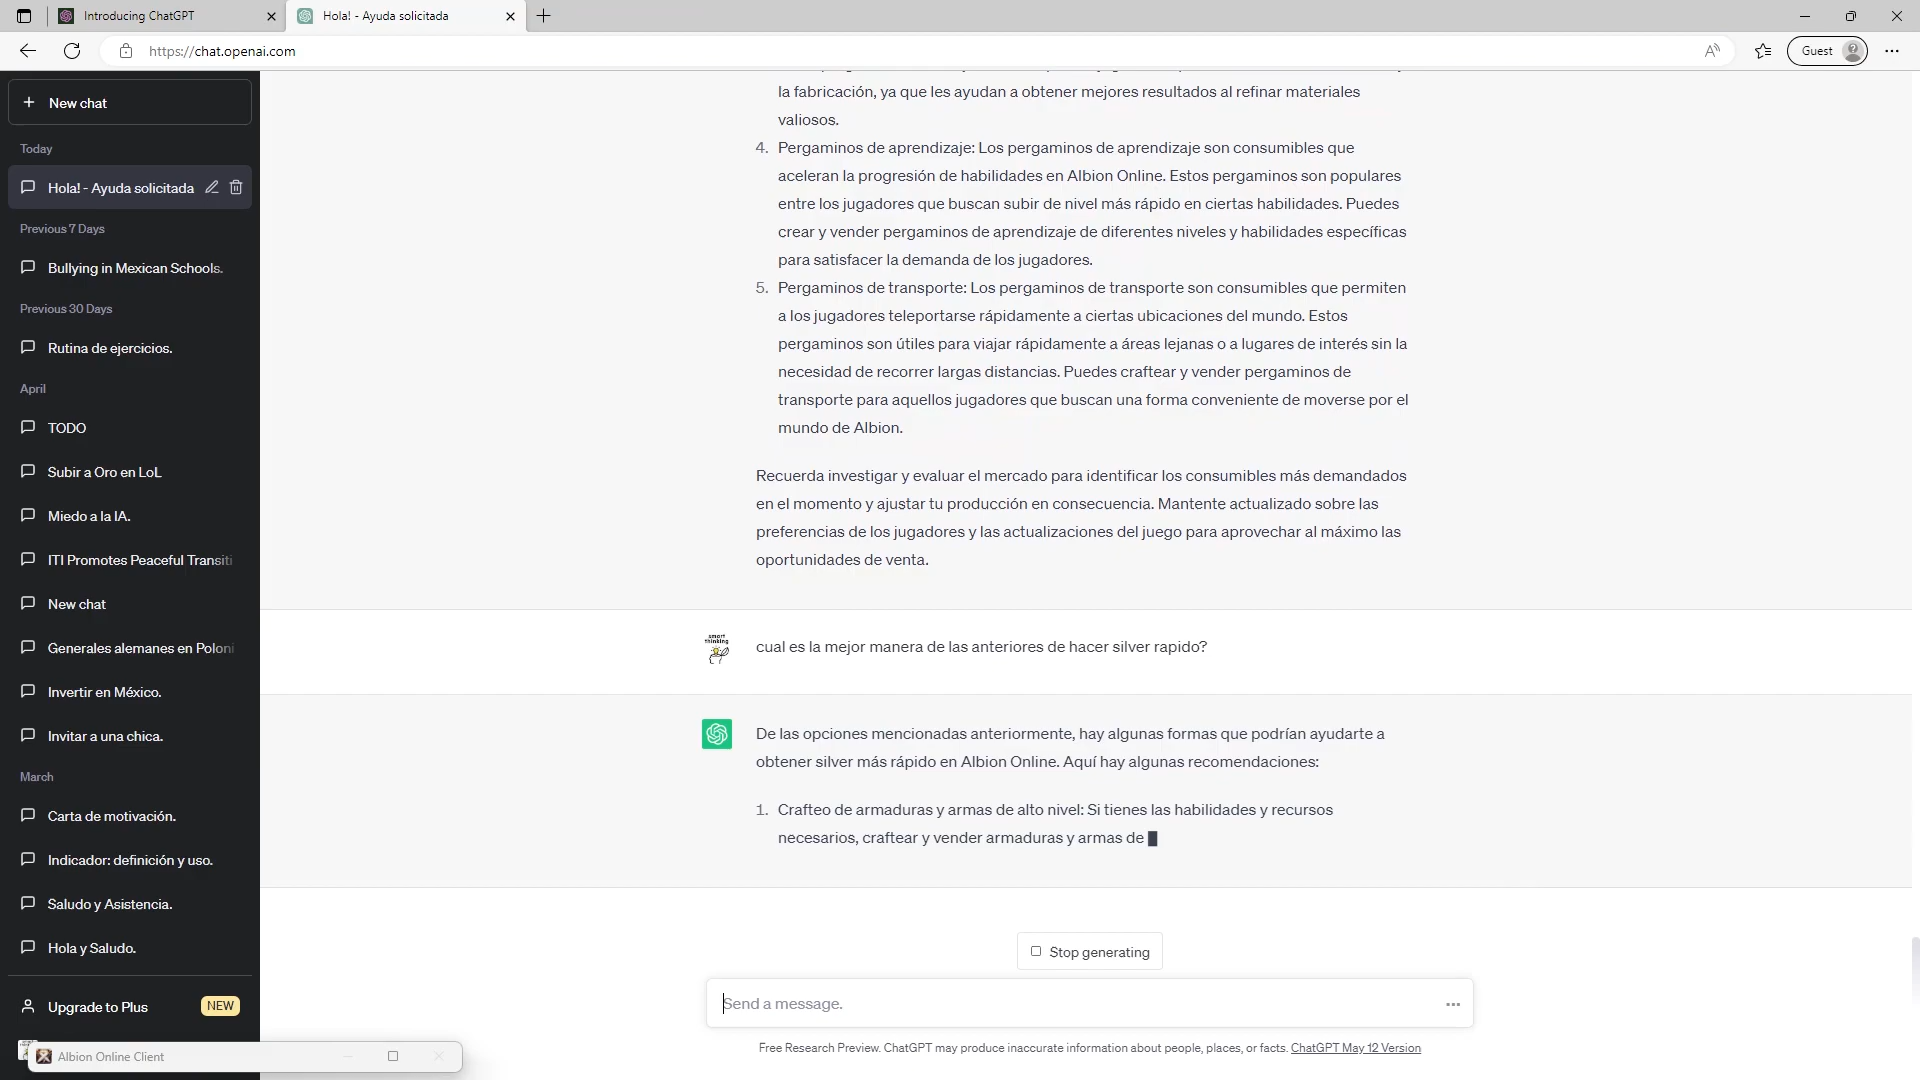 Introducing ChatGPT
Hola! - Ayuda solicitada
https://chat.openai.com
Guest
New chat
Today
Hola! - Ayuda solicitada
Previous 7 Days
Bullying in Mexican Schools.
Previous 30 Days
Rutina de ejercicios.
April
TODO
Subir a Oro en LoL
Miedo a la IA.
ITI Promotes Peaceful Transiti
New chat
Generales alemanes en Poloni
Invertir en México.
Invitar a una chica.
March
Carta de motivación.
Indicador: definición y uso.
Saludo y Asistencia.
Hola y Saludo.
Upgrade to Plus
NEW
Albion Online Client
la fabricación, ya que les ayudan a obtener mejores resultados al refinar materiales
valiosos.
4. Pergaminos de aprendizaje: Los pergaminos de aprendizaje son consumibles que
aceleran la progresión de habilidades en Albion Online. Estos pergaminos son populares
entre los jugadores que buscan subir de nivel más rápido en ciertas habilidades. Puedes
crear y vender pergaminos de aprendizaje de diferentes niveles y habilidades específicas
para satisfacer la demanda de los jugadores.
5. Pergaminos de transporte: Los pergaminos de transporte son consumibles que permiten
a los jugadores teleportarse rápidamente a ciertas ubicaciones del mundo. Estos
pergaminos son útiles para viajar rápidamente a áreas lejanas o a lugares de interés sin la
necesidad de recorrer largas distancias. Puedes craftear y vender pergaminos de
transporte para aquellos jugadores que buscan una forma conveniente de moverse por el
mundo de Albion.
Recuerda investigar y evaluar el mercado para identificar los consumibles más demandados
en el momento y ajustar tu producción en consecuencia. Mantente actualizado sobre las
preferencias de los jugadores y las actualizaciones del juego para aprovechar al máximo las
oportunidades de venta.
smart
thinking
cual es la mejor manera de las anteriores de hacer silver rapido?
De las opciones mencionadas anteriormente, hay algunas formas que podrían ayudarte a
obtener silver más rápido en Albion Online. Aquí hay algunas recomendaciones:
1. Crafteo de armaduras y armas de alto nivel: Si tienes las habilidades y recursos
necesarios, craftear y vender armaduras y armas de
Stop generating
Send a message.
Free Research Preview. ChatGPT may produce inaccurate information about people, places, or facts. ChatGPT May 12 Version